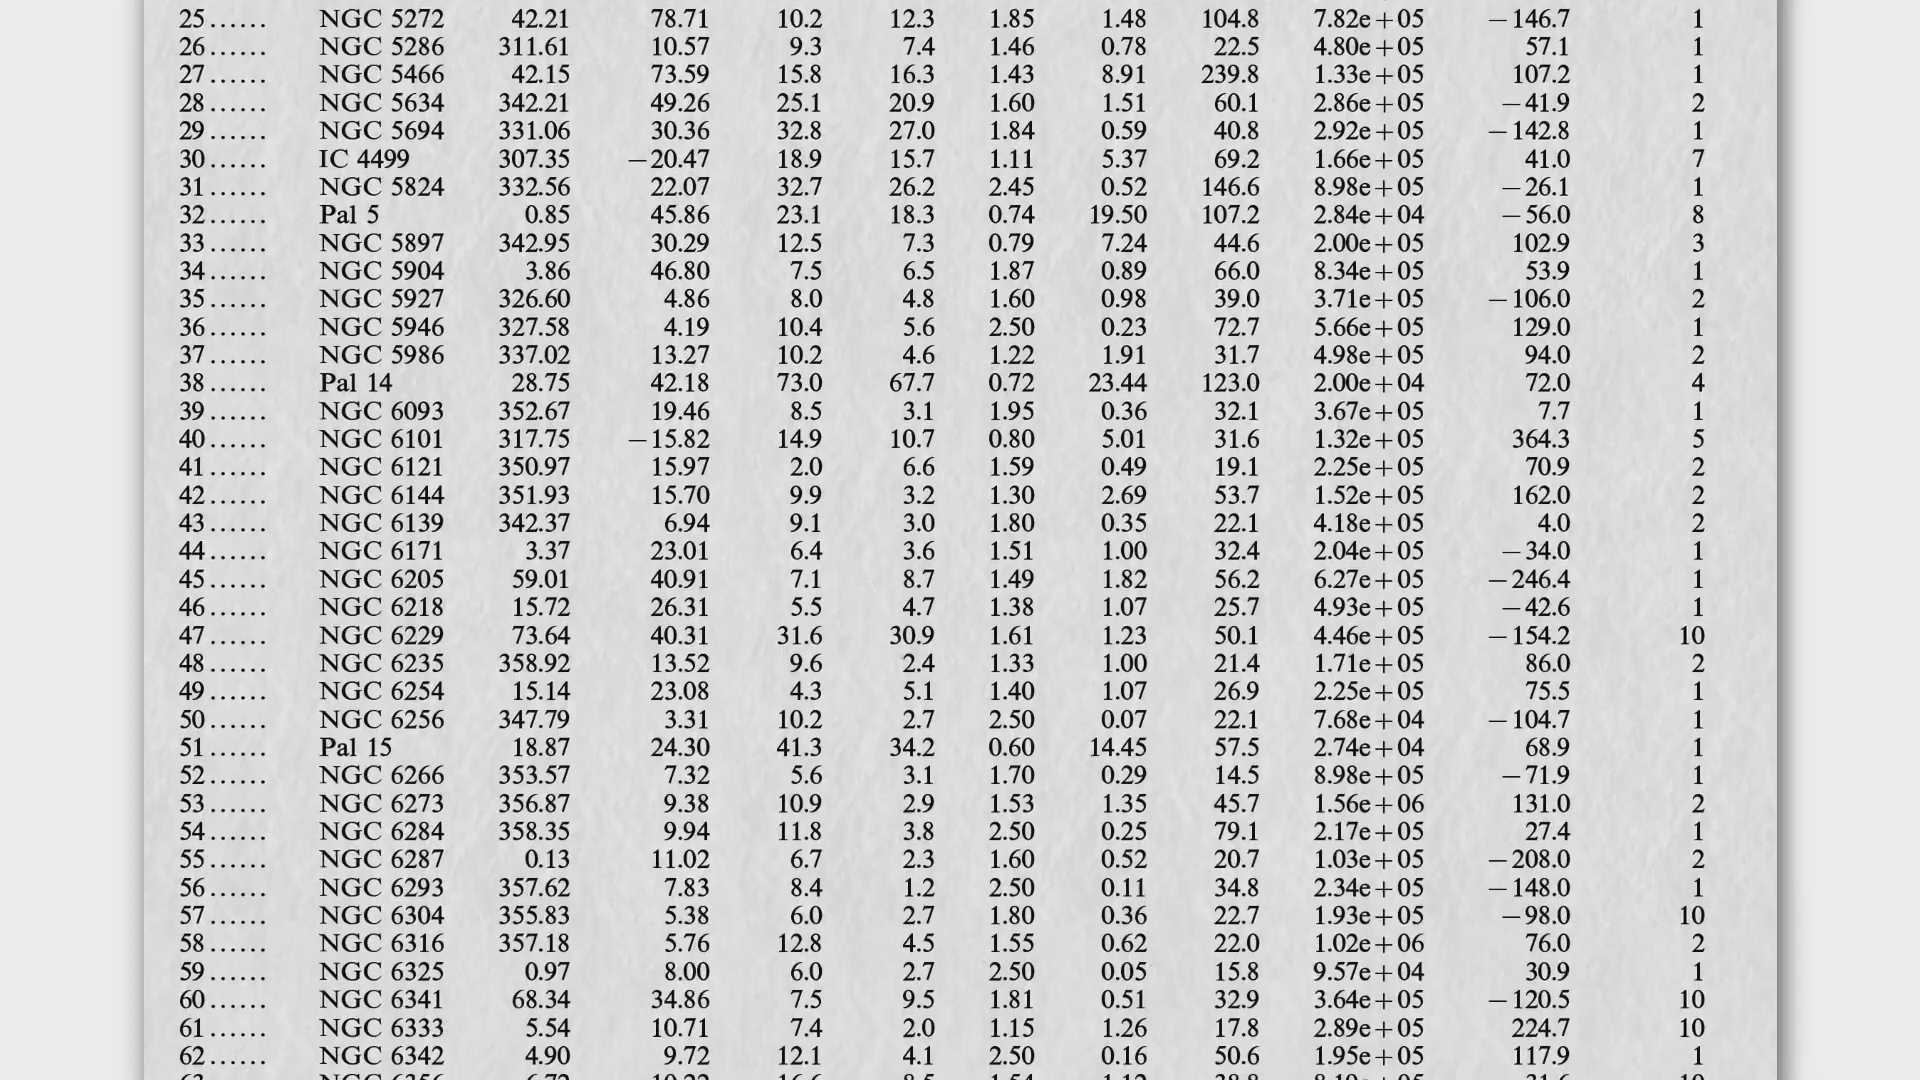 25...... NGC 5272 42.21 78.71 10.2 12.3 1.85 1.48 104.8 7.82e+05 −146.7 1
26...... NGC 5286 311.61 10.57 9.3 7.4 1.46 0.78 22.5 4.80e+05 57.1 1
27...... NGC 5466 42.15 73.59 15.8 16.3 1.43 8.91 239.8 1.33e+05 107.2 1
28...... NGC 5634 342.21 49.26 25.1 20.9 1.60 1.51 60.1 2.86e+05 −41.9 2
29...... NGC 5694 331.06 30.36 32.8 27.0 1.84 0.59 40.8 2.92e+05 −142.8 1
30...... IC 4499 307.35 −20.47 18.9 15.7 1.11 5.37 69.2 1.66e+05 41.0 7
31...... NGC 5824 332.56 22.07 32.7 26.2 2.45 0.52 146.6 8.98e+05 −26.1 1
32...... Pal 5 0.85 45.86 23.1 18.3 0.74 19.50 107.2 2.84e+04 −56.0 8
33...... NGC 5897 342.95 30.29 12.5 7.3 0.79 7.24 44.6 2.00e+05 102.9 3
34...... NGC 5904 3.86 46.80 7.5 6.5 1.87 0.89 66.0 8.34e+05 53.9 1
35...... NGC 5927 326.60 4.86 8.0 4.8 1.60 0.98 39.0 3.71e+05 −106.0 2
36...... NGC 5946 327.58 4.19 10.4 5.6 2.50 0.23 72.7 5.66e+05 129.0 1
37...... NGC 5986 337.02 13.27 10.2 4.6 1.22 1.91 31.7 4.98e+05 94.0 2
38...... Pal 14 28.75 42.18 73.0 67.7 0.72 23.44 123.0 2.00e+04 72.0 4
39...... NGC 6093 352.67 19.46 8.5 3.1 1.95 0.36 32.1 3.67e+05 7.7 1
40...... NGC 6101 317.75 −15.82 14.9 10.7 0.80 5.01 31.6 1.32e+05 364.3 5
41...... NGC 6121 350.97 15.97 2.0 6.6 1.59 0.49 19.1 2.25e+05 70.9 2
42...... NGC 6144 351.93 15.70 9.9 3.2 1.30 2.69 53.7 1.52e+05 162.0 2
43...... NGC 6139 342.37 6.94 9.1 3.0 1.80 0.35 22.1 4.18e+05 4.0 2
44...... NGC 6171 3.37 23.01 6.4 3.6 1.51 1.00 32.4 2.04e+05 −34.0 1
45...... NGC 6205 59.01 40.91 7.1 8.7 1.49 1.82 56.2 6.27e+05 −246.4 1
46...... NGC 6218 15.72 26.31 5.5 4.7 1.38 1.07 25.7 4.93e+05 −42.6 1
47...... NGC 6229 73.64 40.31 31.6 30.9 1.61 1.23 50.1 4.46e+05 −154.2 10
48...... NGC 6235 358.92 13.52 9.6 2.4 1.33 1.00 21.4 1.71e+05 86.0 2
49...... NGC 6254 15.14 23.08 4.3 5.1 1.40 1.07 26.9 2.25e+05 75.5 1
50...... NGC 6256 347.79 3.31 10.2 2.7 2.50 0.07 22.1 7.68e+04 −104.7 1
51...... Pal 15 18.87 24.30 41.3 34.2 0.60 14.45 57.5 2.74e+04 68.9 1
52...... NGC 6266 353.57 7.32 5.6 3.1 1.70 0.29 14.5 8.98e+05 −71.9 1
53...... NGC 6273 356.87 9.38 10.9 2.9 1.53 1.35 45.7 1.56e+06 131.0 2
54...... NGC 6284 358.35 9.94 11.8 3.8 2.50 0.25 79.1 2.17e+05 27.4 1
55...... NGC 6287 0.13 11.02 6.7 2.3 1.60 0.52 20.7 1.03e+05 −208.0 2
56...... NGC 6293 357.62 7.83 8.4 1.2 2.50 0.11 34.8 2.34e+05 −148.0 1
57...... NGC 6304 355.83 5.38 6.0 2.7 1.80 0.36 22.7 1.93e+05 −98.0 10
58...... NGC 6316 357.18 5.76 12.8 4.5 1.55 0.62 22.0 1.02e+06 76.0 2
59...... NGC 6325 0.97 8.00 6.0 2.7 2.50 0.05 15.8 9.57e+04 30.9 1
60...... NGC 6341 68.34 34.86 7.5 9.5 1.81 0.51 32.9 3.64e+05 −120.5 10
61...... NGC 6333 5.54 10.71 7.4 2.0 1.15 1.26 17.8 2.89e+05 224.7 10
62...... NGC 6342 4.90 9.72 12.1 4.1 2.50 0.16 50.6 1.95e+05 117.9 1